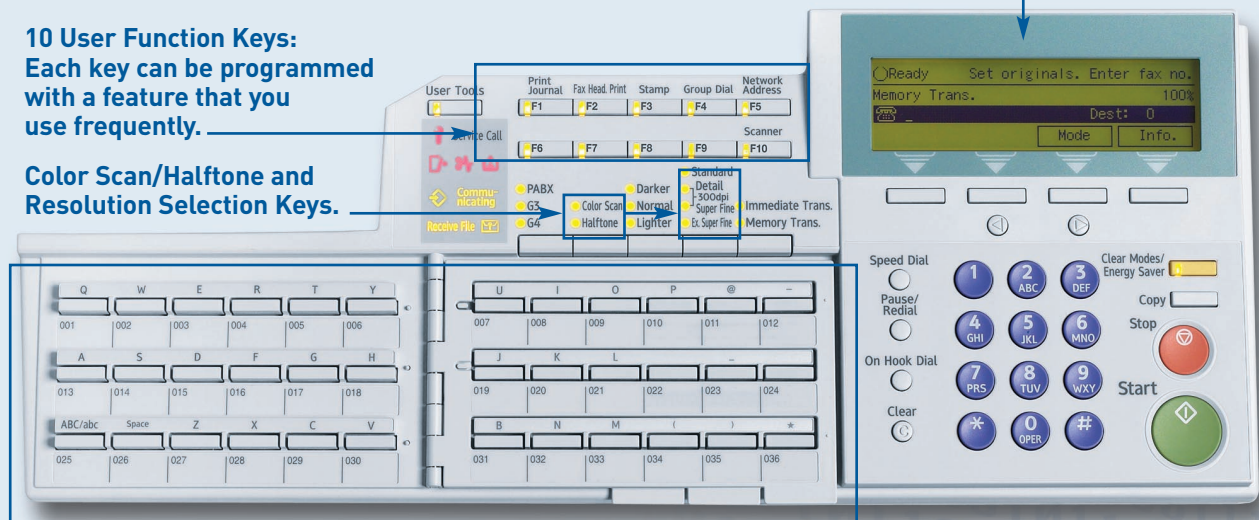 10 User Function Keys:
Each key can be programmed
with a feature that you
use frequently.
Color Scan/Halftone and
Resolution Selection Keys.
User Tools
Print Journal
Fax Head. Print
Stamp
Group Dial
Network Address
F1 F2 F3 F4 F5
Scanner
F6 F7 F8 F9 F10
Service Call
Communicating
Receive File
PABX
G3
G4
Color Scan
Halftone
Darker
Normal
Lighter
Standard
Detail
300dpi
Super Fine
Ex. Super Fine
Immediate Trans.
Memory Trans.
Ready Set originals. Enter fax no.
Memory Trans. 100%
_ Dest: 0
Mode Info.
Q W E R T Y
001 002 003 004 005 006
U I O P @ –
007 008 009 010 011 012
A S D F G H
013 014 015 016 017 018
J K L _
019 020 021 022 023 024
ABC/abc Space Z X C V
025 026 027 028 029 030
B N M ( ) *
031 032 033 034 035 036
Speed Dial
Pause/
Redial
On Hook Dial
Clear
C
1
2 ABC
3 DEF
4 GHI
5 JKL
6 MNO
7 PRS
8 TUV
9 WXY
*
0 OPER
#
Clear Modes/
Energy Saver
Copy
Stop
Start